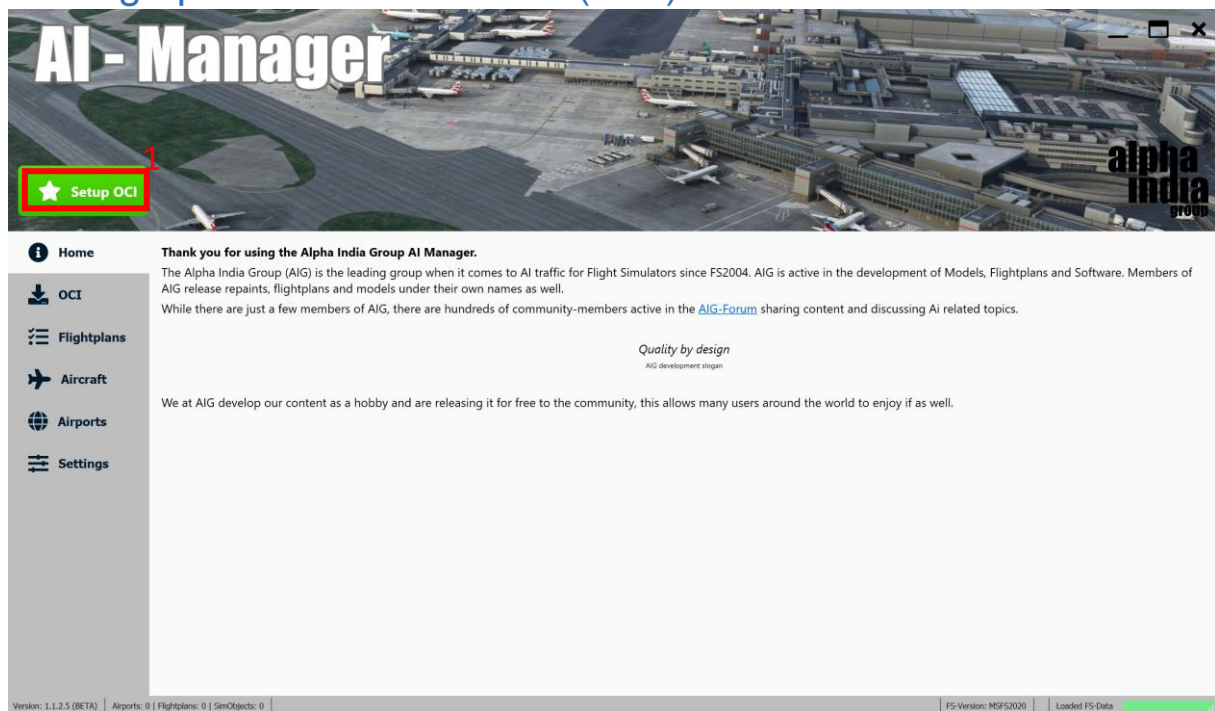 AI - Manager
alpha
india
group
1
Setup OCI
Home
OCI
Flightplans
Aircraft
Airports
Settings
Thank you for using the Alpha India Group AI Manager.
The Alpha India Group (AIG) is the leading group when it comes to AI traffic for Flight Simulators since FS2004. AIG is active in the development of Models, Flightplans and Software. Members of
AIG release repaints, flightplans and models under their own names as well.
While there are just a few members of AIG, there are hundreds of community-members active in the AIG-Forum sharing content and discussing Ai related topics.
Quality by design
AIG development slogan
We at AIG develop our content as a hobby and are releasing it for free to the community, this allows many users around the world to enjoy if as well.
Version: 1.1.2.5 (BETA) | Airports: 0 | Flightplans: 0 | SimObjects: 0 | FS-Version: MSFS2020 | Loaded FS-Data